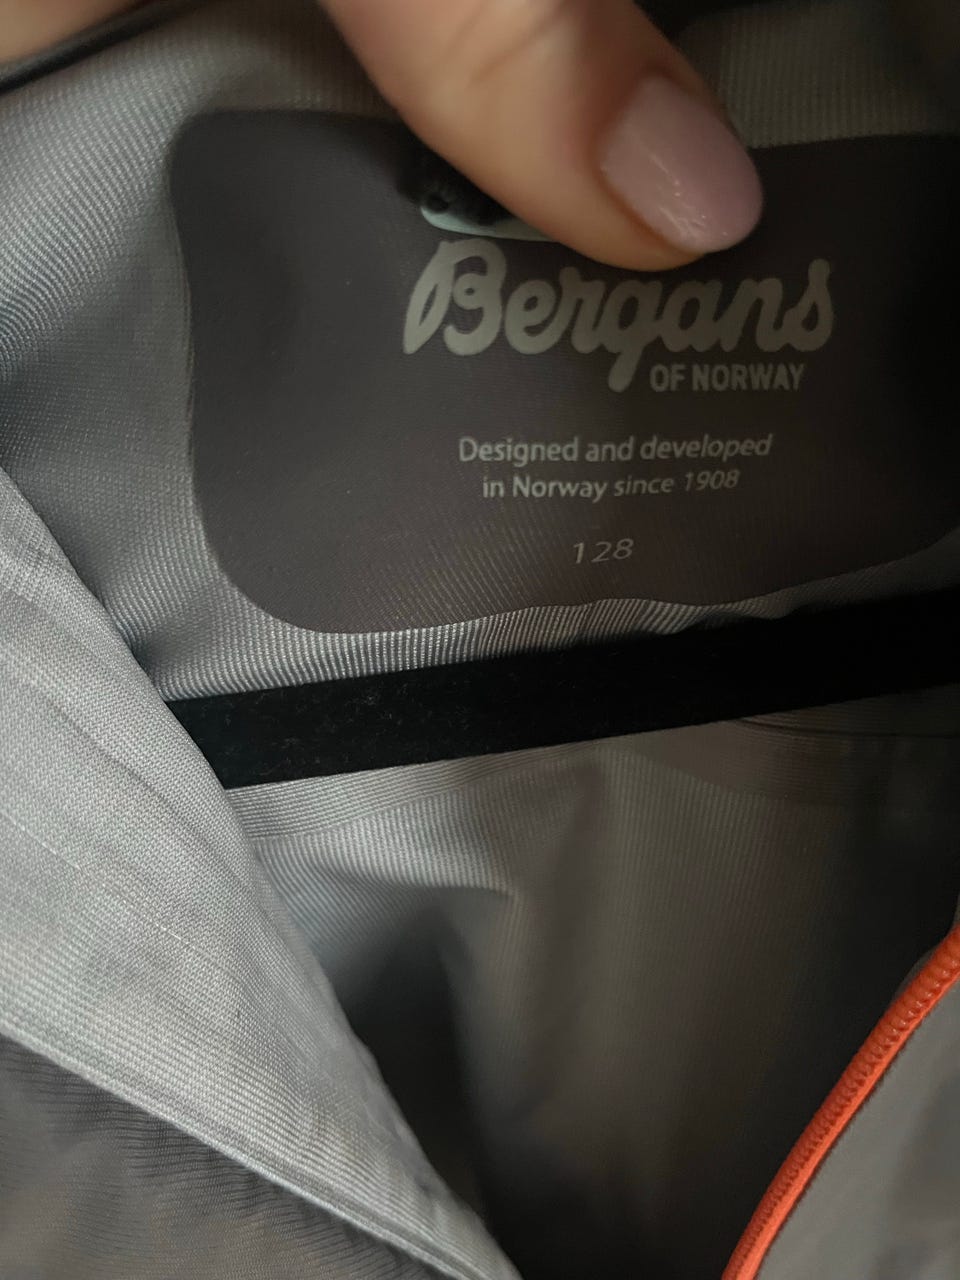 Bergans
OF NORWAY
Designed and developed
in Norway since 1908
128